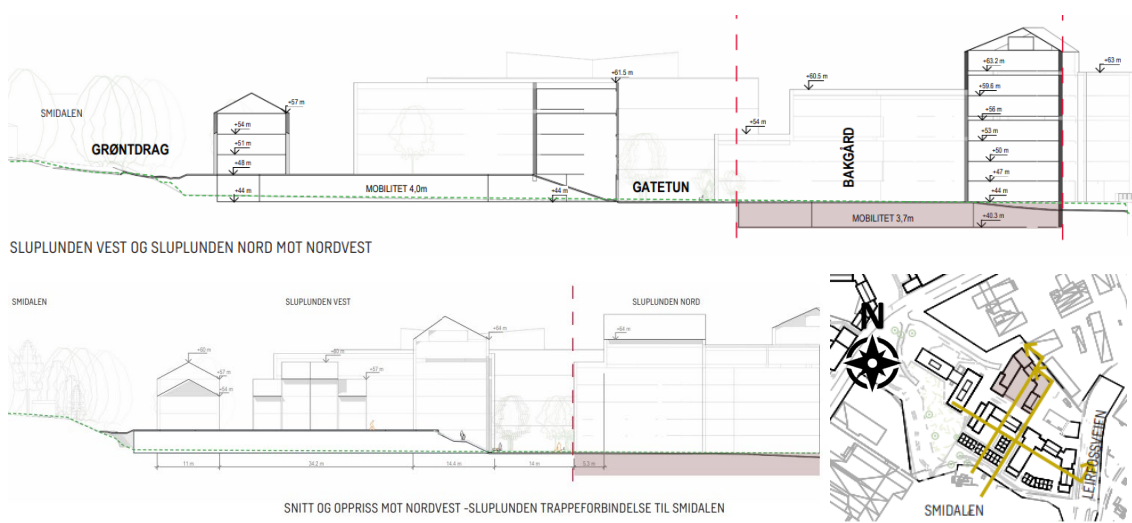 +61.5 m
+63.2 m
+63 m
+60.5 m
+59.6 m
+57 m
+56 m
SMIDALEN
+54 m
+54 m
+53 m
GRØNTDRAG
+51 m
+50 m
BAKGÅRD
+48 m
+47 m
MOBILITET 4,0m
GATETUN
+44 m
+44 m
+44 m
MOBILITET 3,7m
+40.3 m
SLUPLUNDEN VEST OG SLUPLUNDEN NORD MOT NORDVEST
SMIDALEN
SLUPLUNDEN VEST
SLUPLUNDEN NORD
+64 m
+64 m
+60 m
+60 m
+57 m
+57 m
+54 m
11 m
34.2 m
14.4 m
14 m
5.3 m
SNITT OG OPPRISS MOT NORDVEST -SLUPLUNDEN TRAPPEFORBINDELSE TIL SMIDALEN
N
LEIRFOSSVEIEN
SMIDALEN